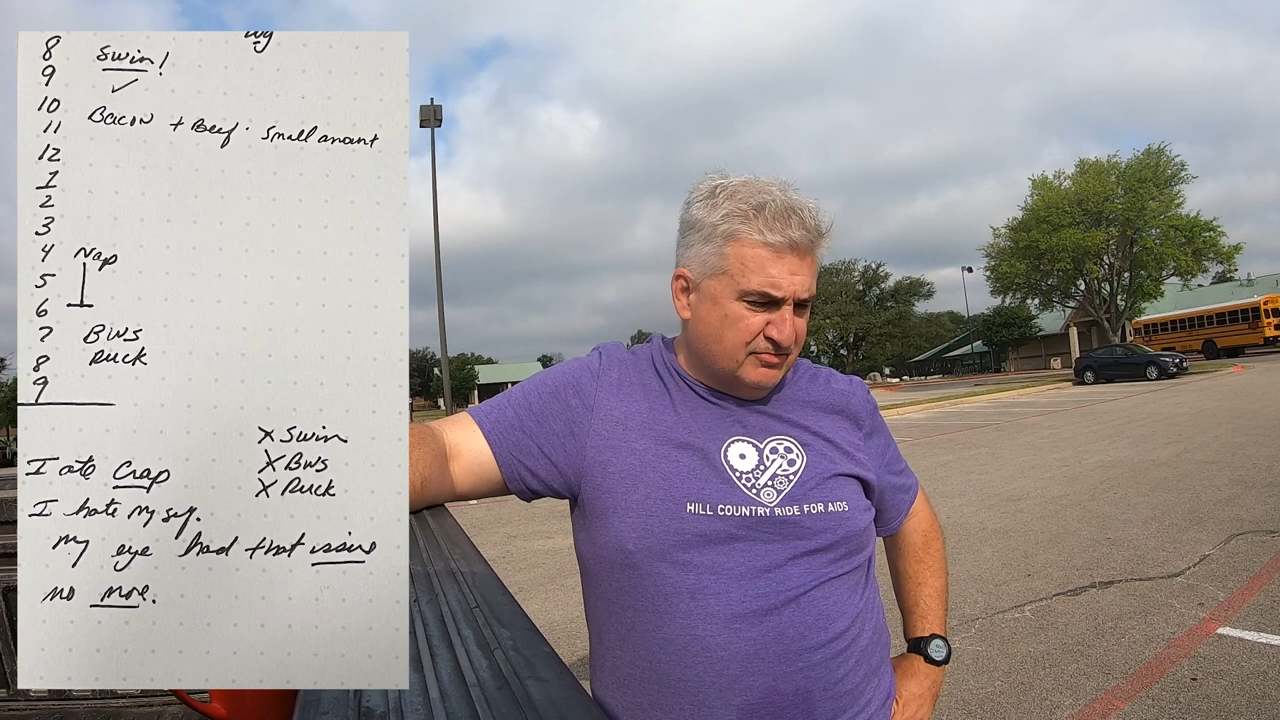 8 Swim!
9 ✓
10 Bacon + Beef. Small amount
11
12
1
2
3
4 Nap
5
6
7 BWS
8 Ruck
9
X Swim
X BWS
X Ruck
I ate Crap
I hate myself.
my eye had that issue
no more.
HILL COUNTRY RIDE FOR AIDS